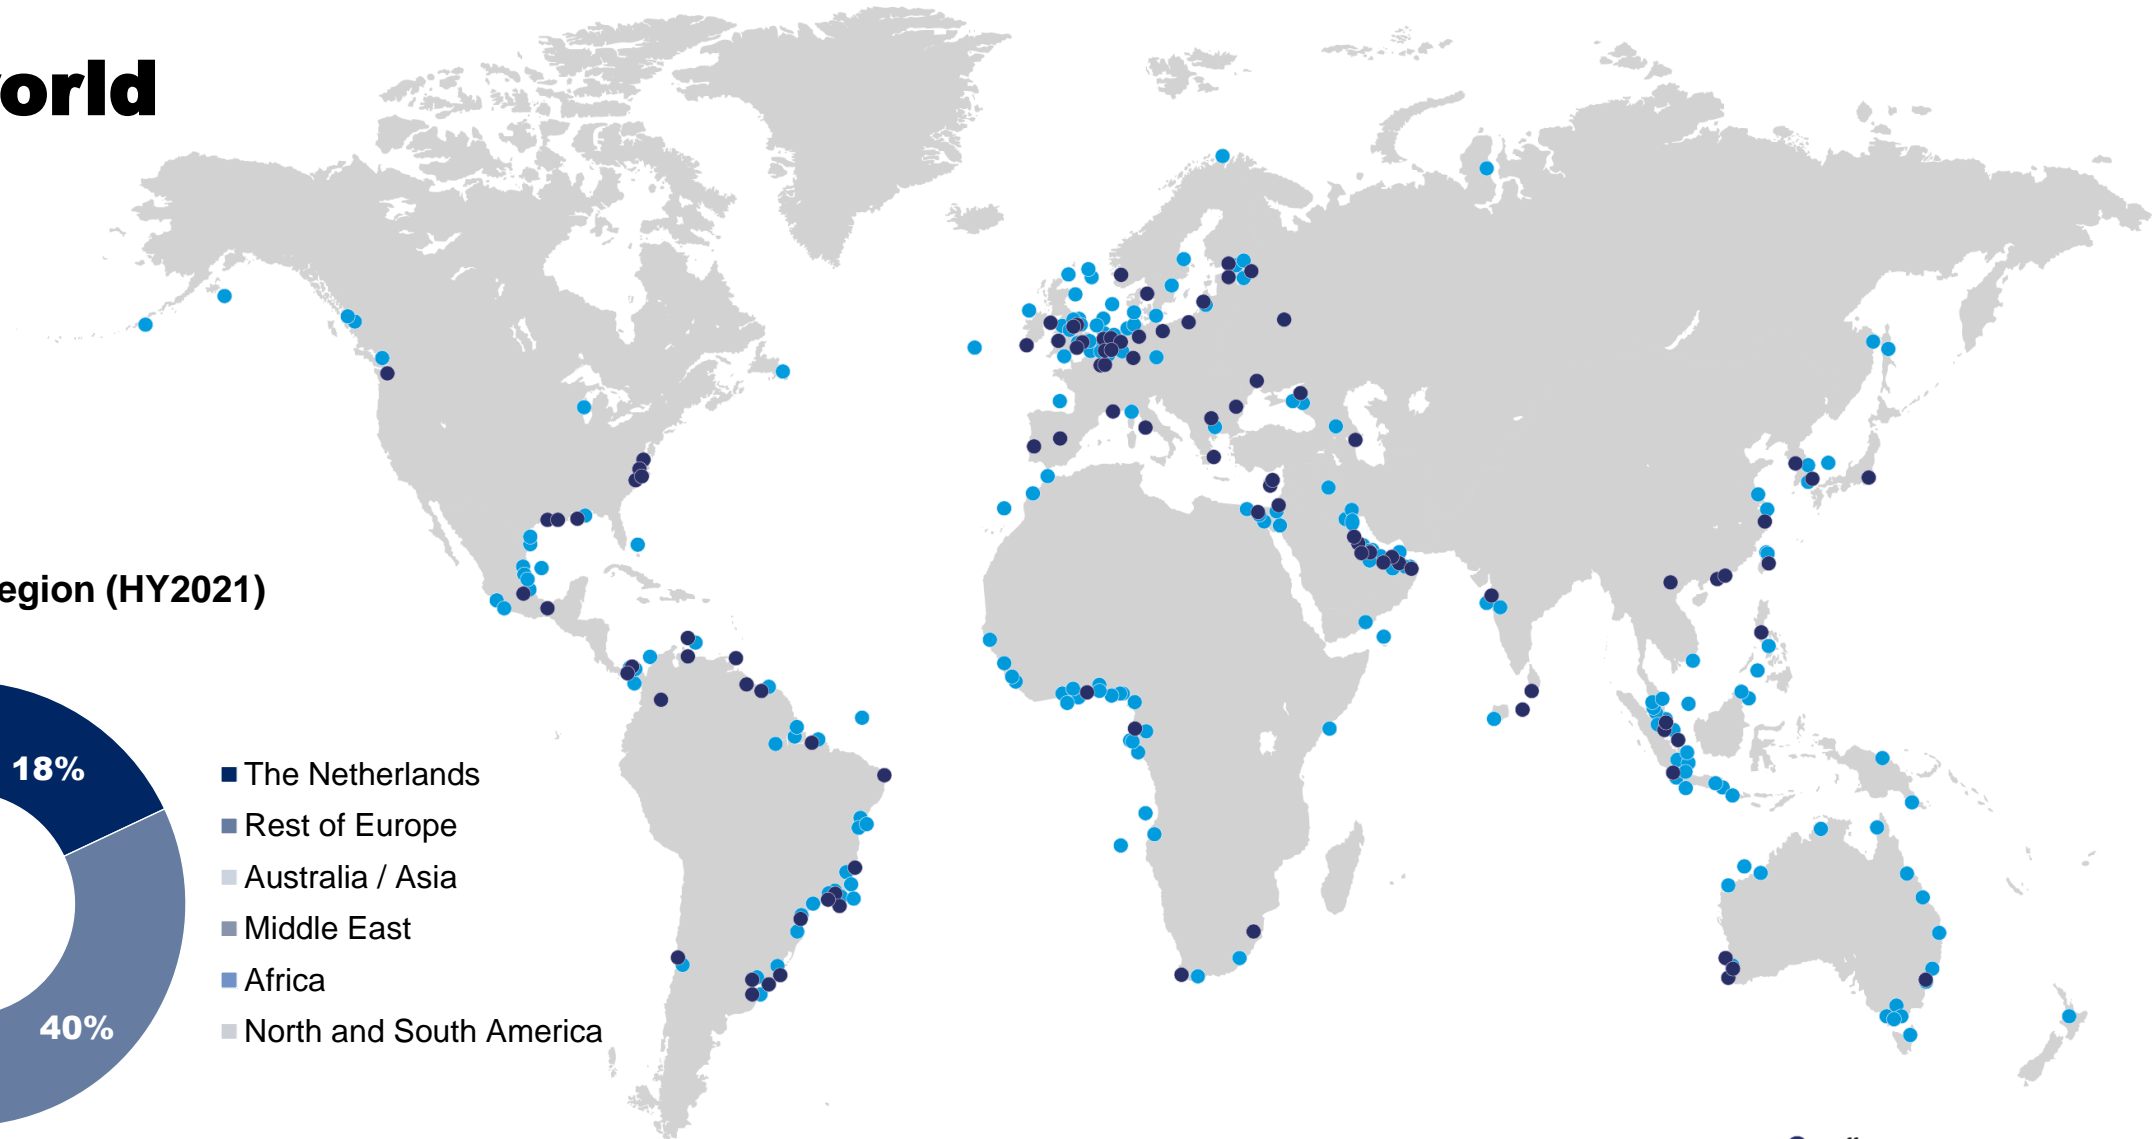 orld
egion (HY2021)
18%
The Netherlands
Rest of Europe
Australia / Asia
Middle East
Africa
40%
North and South America